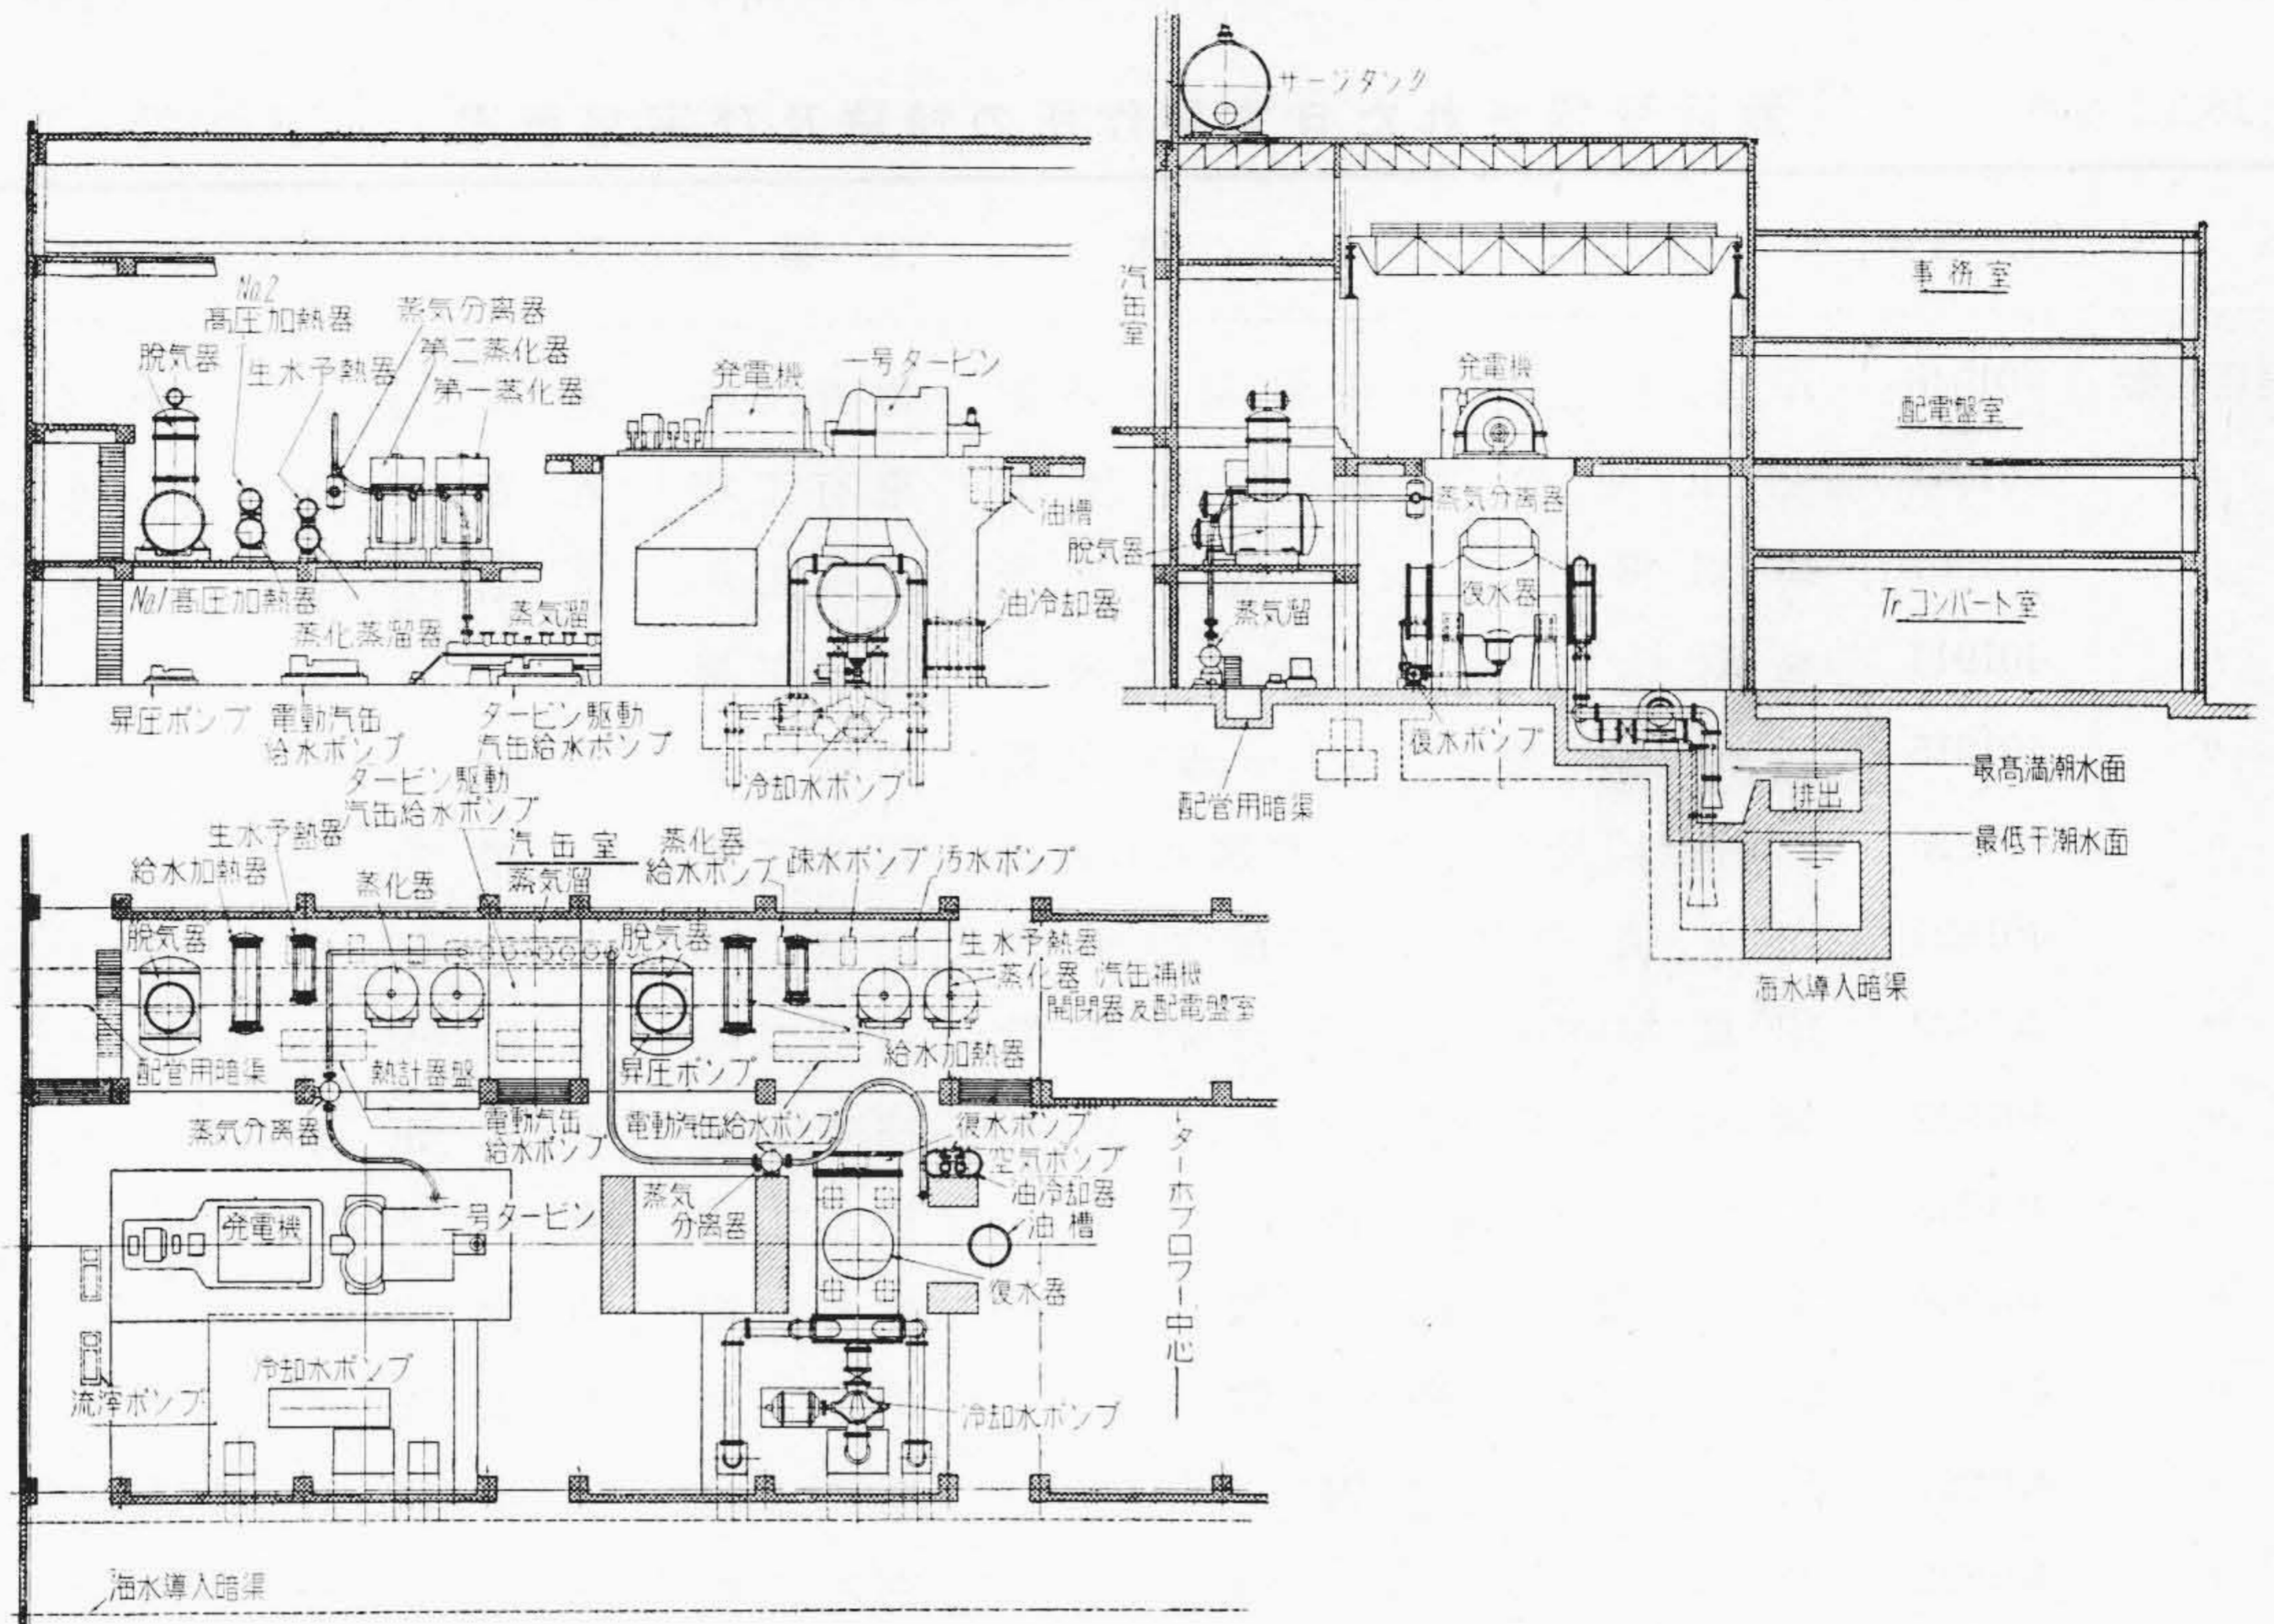 サージタンク
汽缶室
事務室
配電盤室
Trコンバート室
No.2
高圧加熱器
蒸気分离器
脱気器
生水予熱器
第二蒸化器
第一蒸化器
発電機
一号タービン
油槽
油冷却器
No.1高圧加熱器
蒸化蒸溜器
蒸気溜
昇圧ポンプ
電動汽缶
給水ポンプ
タービン駆動
汽缶給水ポンプ
冷却水ポンプ
発電機
蒸気分离器
脱気器
復水器
蒸気溜
復水ポンプ
配管用暗渠
最高満潮水面
排出
最低干潮水面
海水導入暗渠
タービン駆動
汽缶給水ポンプ
生水予熱器
給水加熱器
蒸化器
汽缶室
蒸気溜
蒸化器
給水ポンプ
疎水ポンプ
汚水ポンプ
脱気器
脱気器
生水予熱器
蒸化器
汽缶補機
開閉器及配電盤室
給水加熱器
配管用暗渠
熱計器盤
昇圧ポンプ
蒸気分离器
電動汽缶
給水ポンプ
電動汽缶給水ポンプ
復水ポンプ
空気ポンプ
油冷却器
油槽
蒸気
分离器
発電機
二号タービン
復水器
ターボブロワー中心
冷却水ポンプ
流滓ポンプ
冷却水ポンプ
海水導入暗渠